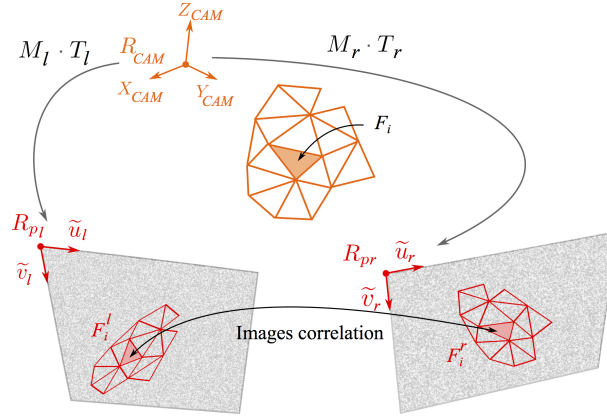 Z_CAM
M_l · T_l
R_CAM
M_r · T_r
X_CAM
Y_CAM
F_i
R_pl
ũ_l
ṽ_l
R_pr
ũ_r
ṽ_r
F_i^l
Images correlation
F_i^r